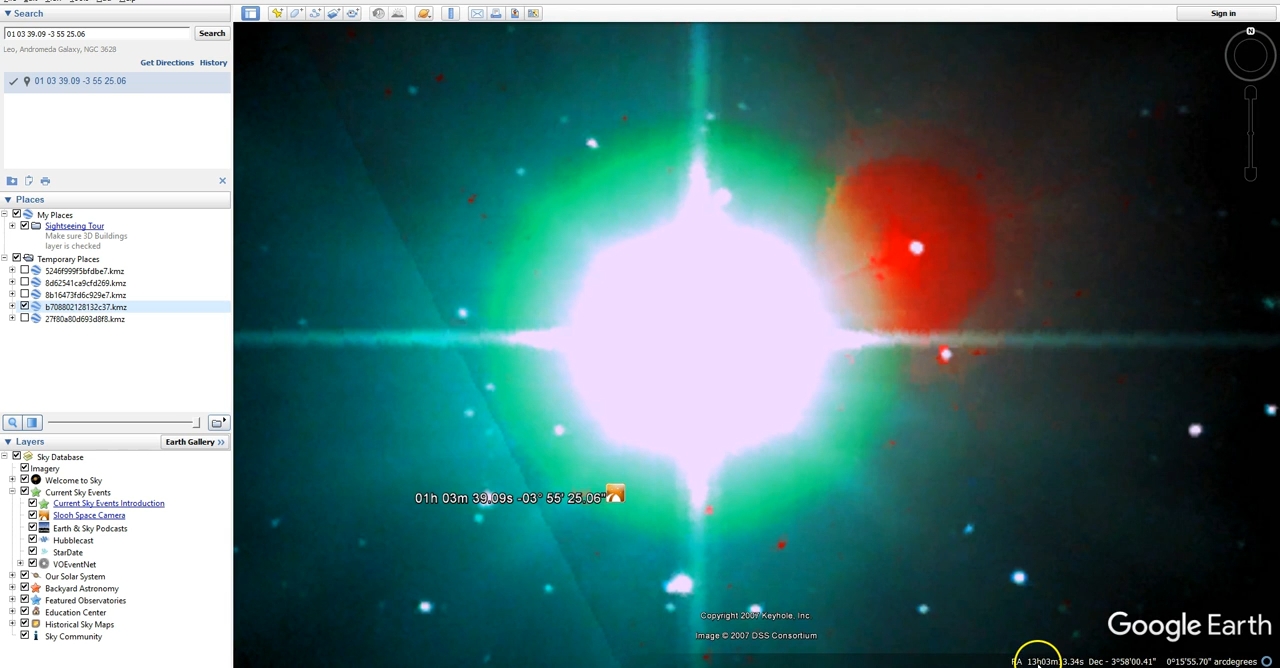 Search
Sign in
01 03 39.09 -3 55 25.06
Search
Leo, Andromeda Galaxy, NGC 3628
Get Directions
History
01 03 39.09 -3 55 25.06
N
Places
My Places
Sightseeing Tour
Make sure 3D Buildings
layer is checked
Temporary Places
5246f999f5bfdbe7.kmz
8d62541ca9cfd269.kmz
8b16473fd6c929e7.kmz
b708802128132c37.kmz
27f80a80d693d8f8.kmz
Layers
Earth Gallery »
Sky Database
Imagery
Welcome to Sky
Current Sky Events
Current Sky Events Introduction
Slooh Space Camera
Earth & Sky Podcasts
Hubblecast
StarDate
VOEventNet
Our Solar System
Backyard Astronomy
Featured Observatories
Education Center
Historical Sky Maps
Sky Community
01h 03m 39.09s -03° 55' 25.06"
Copyright 2007 Keyhole, Inc.
Image © 2007 DSS Consortium
Google Earth
RA 13h03m 3.34s Dec - 3°58'00.41" 0°15'55.70" arcdegrees